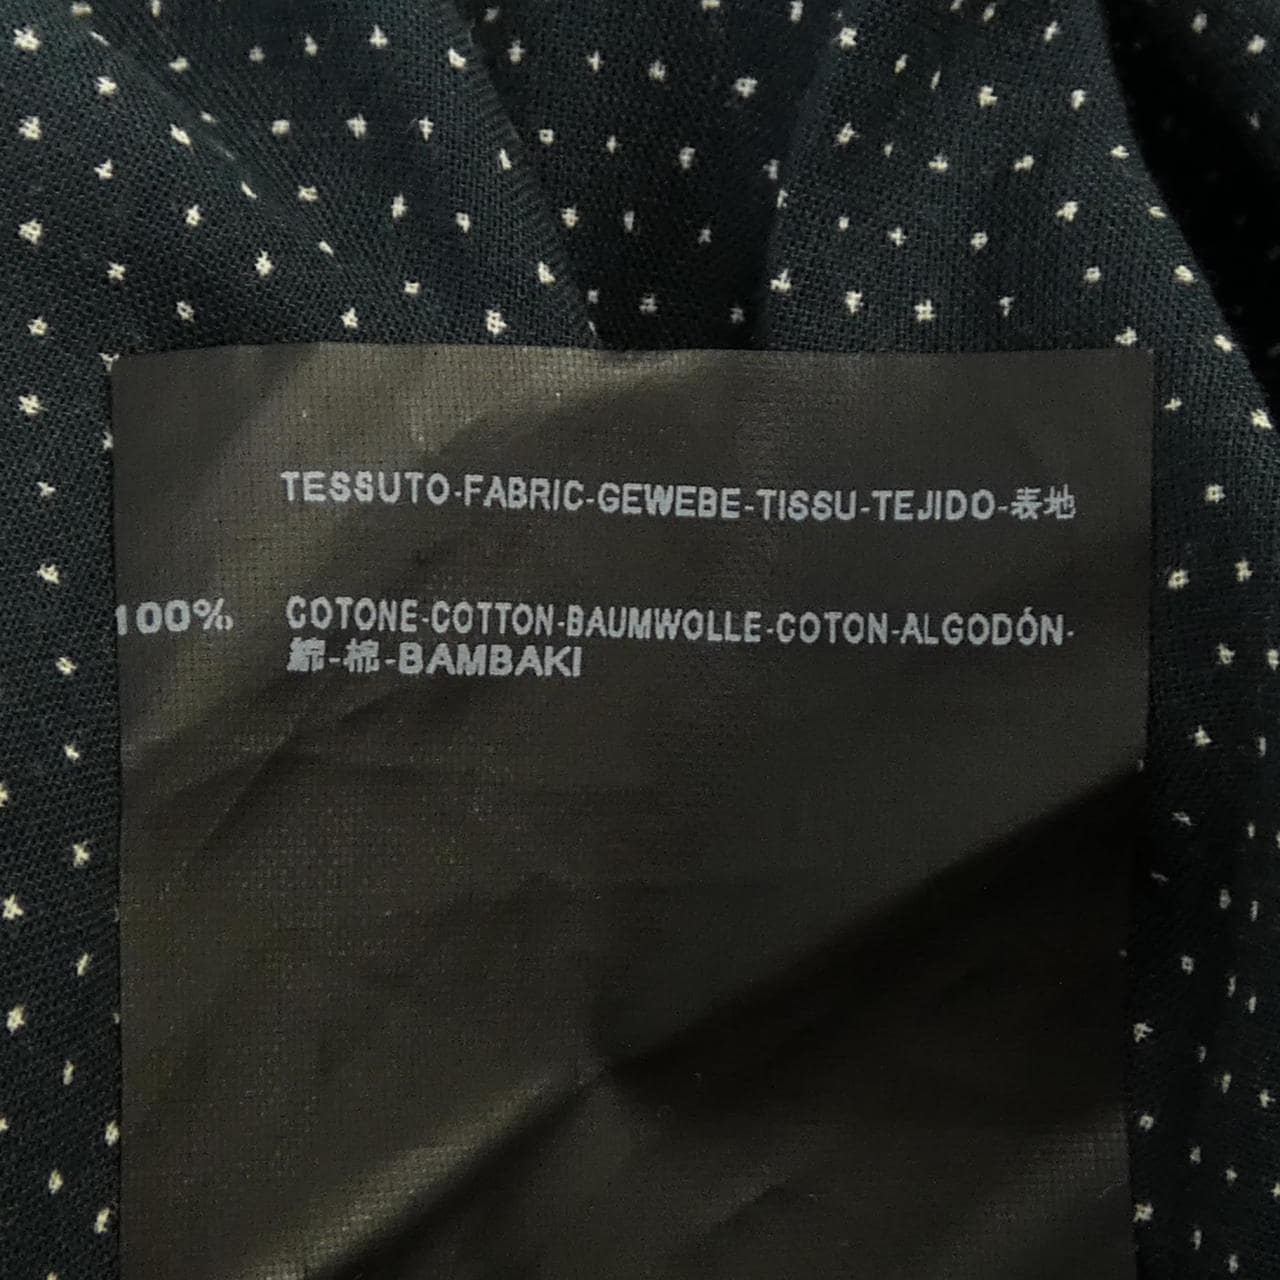 TESSUTO-FABRIC-GEWEBE-TISSU-TEJIDO-表地
100% COTONE-COTTON-BAUMWOLLE-COTON-ALGODÓN-
綿-棉-BAMBAKI